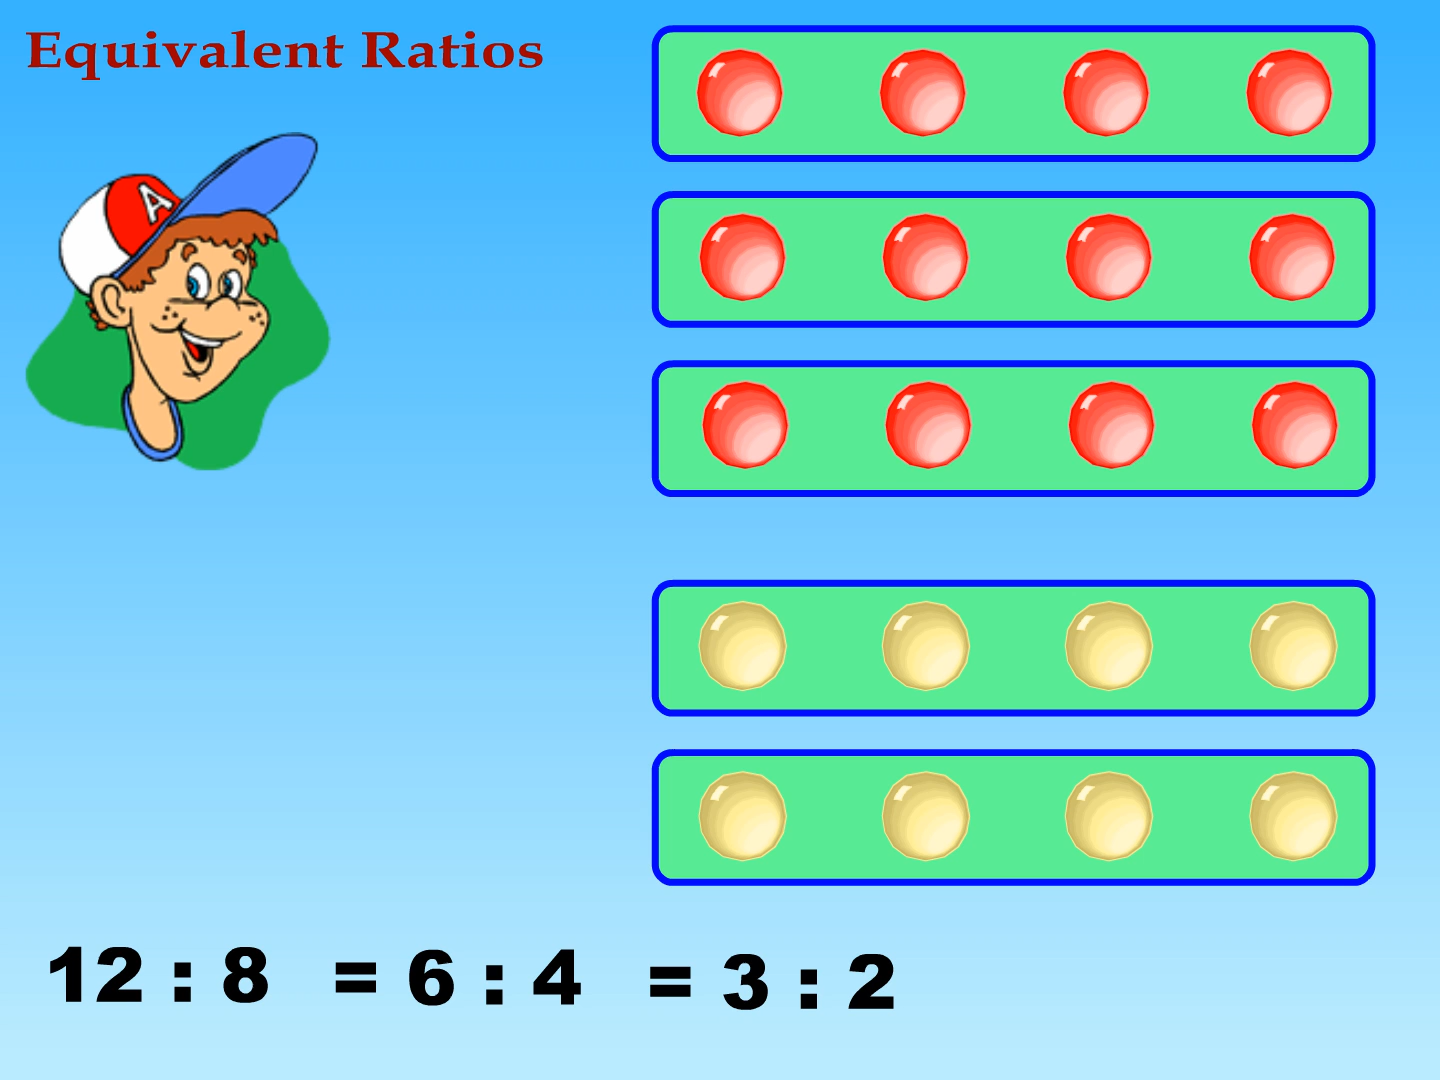 Equivalent Ratios
A
12 : 8 = 6 : 4 = 3 : 2